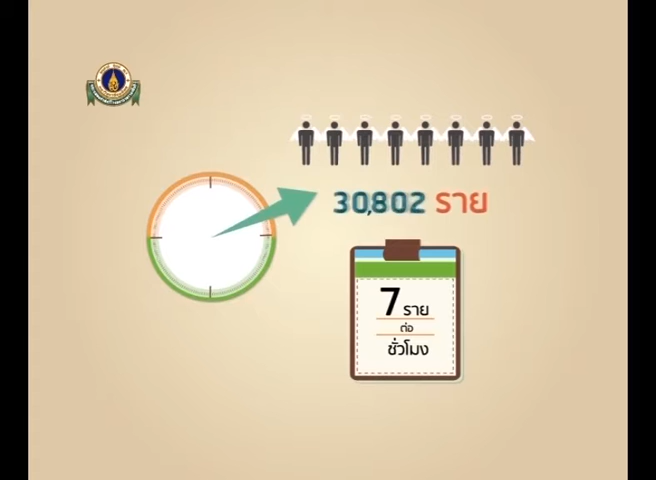 30,802 ราย
7 ราย
ต่อ
ชั่วโมง